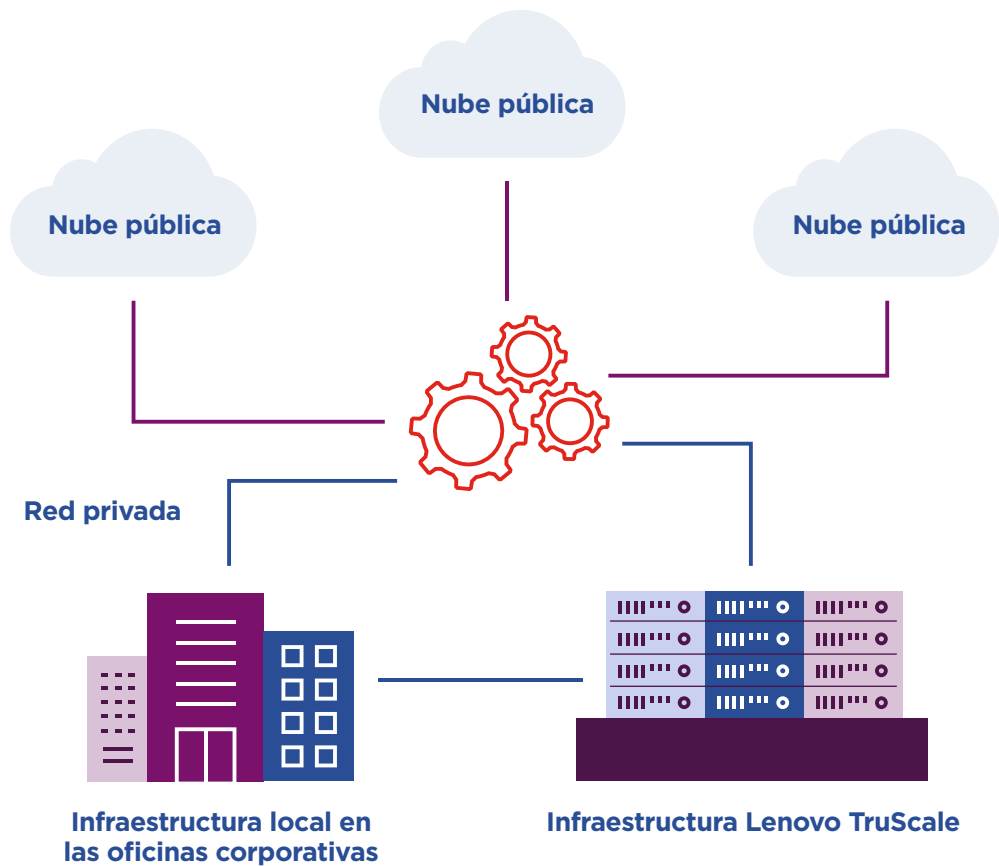 Nube pública
Nube pública
Nube pública
Red privada
Infraestructura local en
las oficinas corporativas
Infraestructura Lenovo TruScale